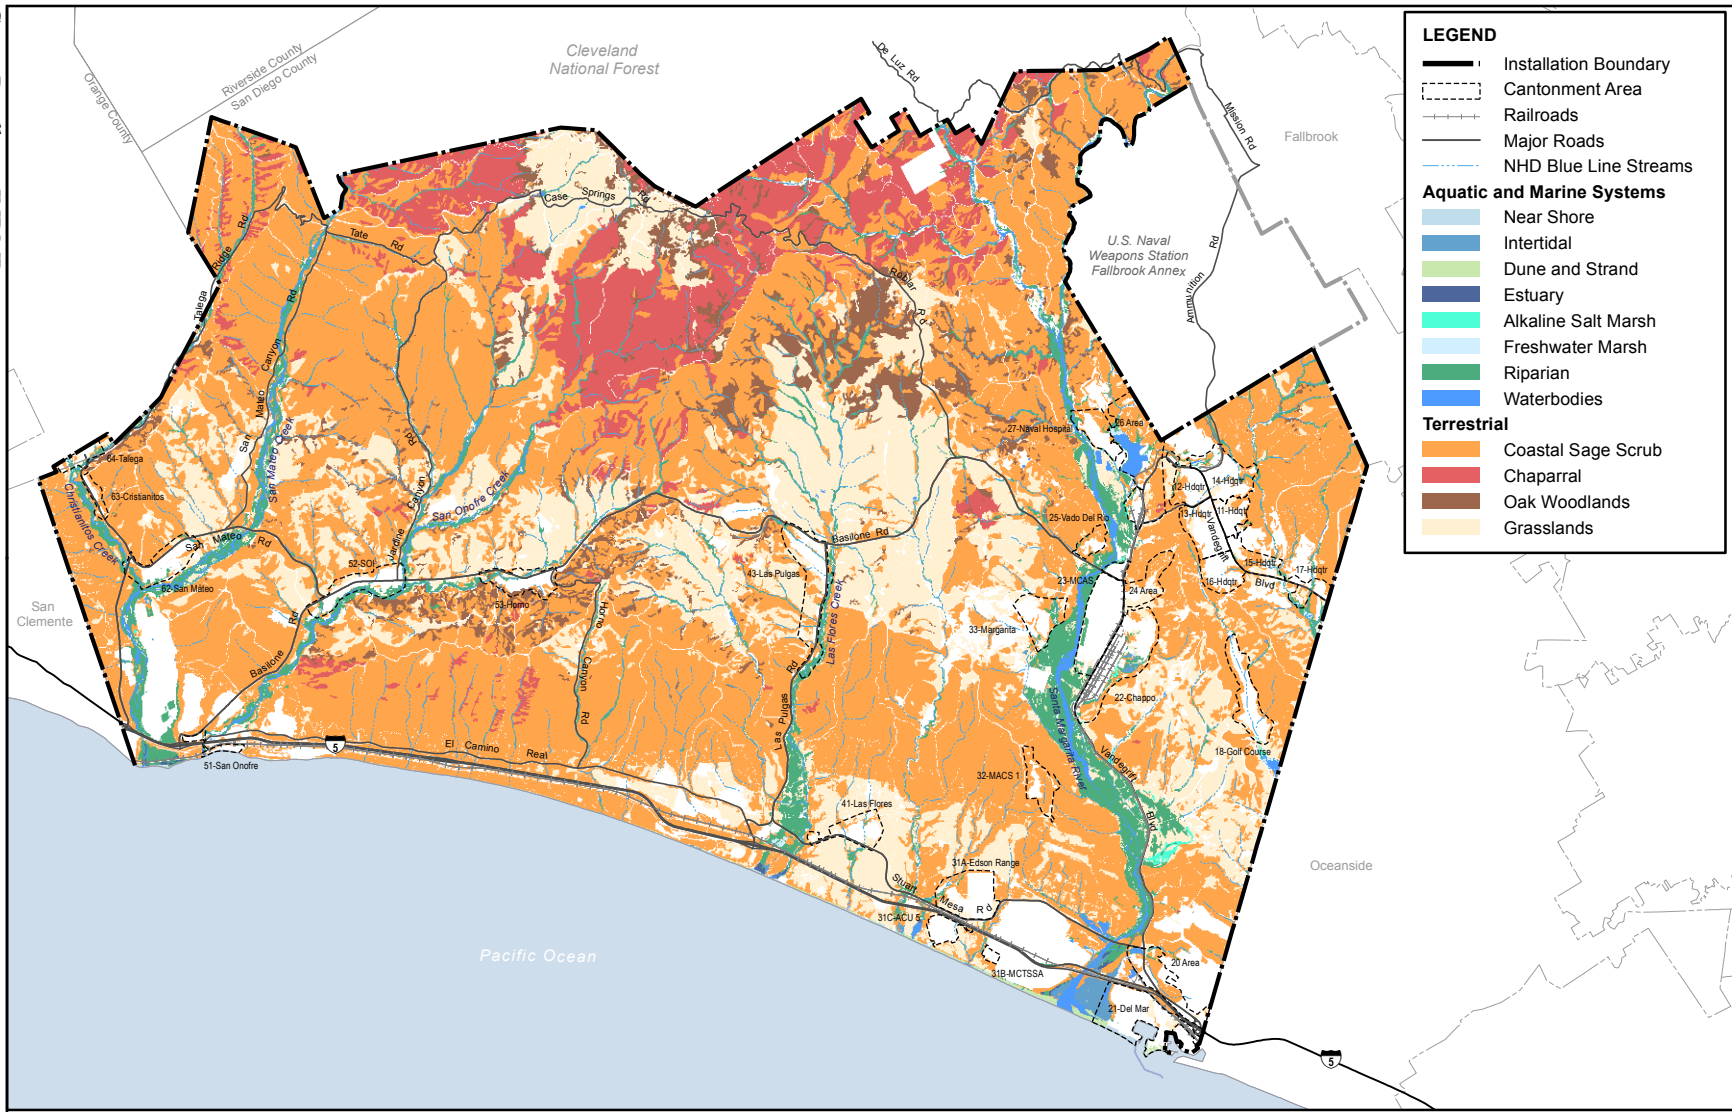 LEGEND
Installation Boundary
Cantonment Area
Railroads
Major Roads
NHD Blue Line Streams
Aquatic and Marine Systems
Near Shore
Intertidal
Dune and Strand
Estuary
Alkaline Salt Marsh
Freshwater Marsh
Riparian
Waterbodies
Terrestrial
Coastal Sage Scrub
Chaparral
Oak Woodlands
Grasslands
Cleveland
National Forest
Riverside County
San Diego County
Orange County
De Luz Rd
Mission Rd
Fallbrook
U.S. Naval
Weapons Station
Fallbrook Annex
Ammunition Rd
Case Springs Rd
Tate Rd
Talega Ridge Rd
Roblar Rd
San Mateo Canyon Rd
San Mateo Creek
San Onofre Creek
Jardine Canyon Rd
64-Talega
63-Cristianitos
Christianitos Creek
San Mateo Rd
62-San Mateo
52-SOI
53-Horno
Horno Canyon Rd
Basilone Rd
Basilone Rd
43-Las Pulgas
Las Flores Creek
Las Pulgas Rd
27-Naval Hospital
26 Area
25-Vado Del Rio
12-Hdqtr
14-Hdqtr
13-Hdqtr
11-Hdqtr
15-Hdqtr
16-Hdqtr
17-Hdqtr
Vandegrift Blvd
23-MCAS
24 Area
33-Margarita
22-Chappo
Santa Margarita River
18-Golf Course
32-MACS 1
Vandegrift Blvd
San
Clemente
51-San Onofre
5
El Camino Real
41-Las Flores
31A-Edson Range
Stuart Mesa Rd
31C-ACU 5
31B-MCTSSA
20 Area
21-Del Mar
Oceanside
Pacific Ocean
5